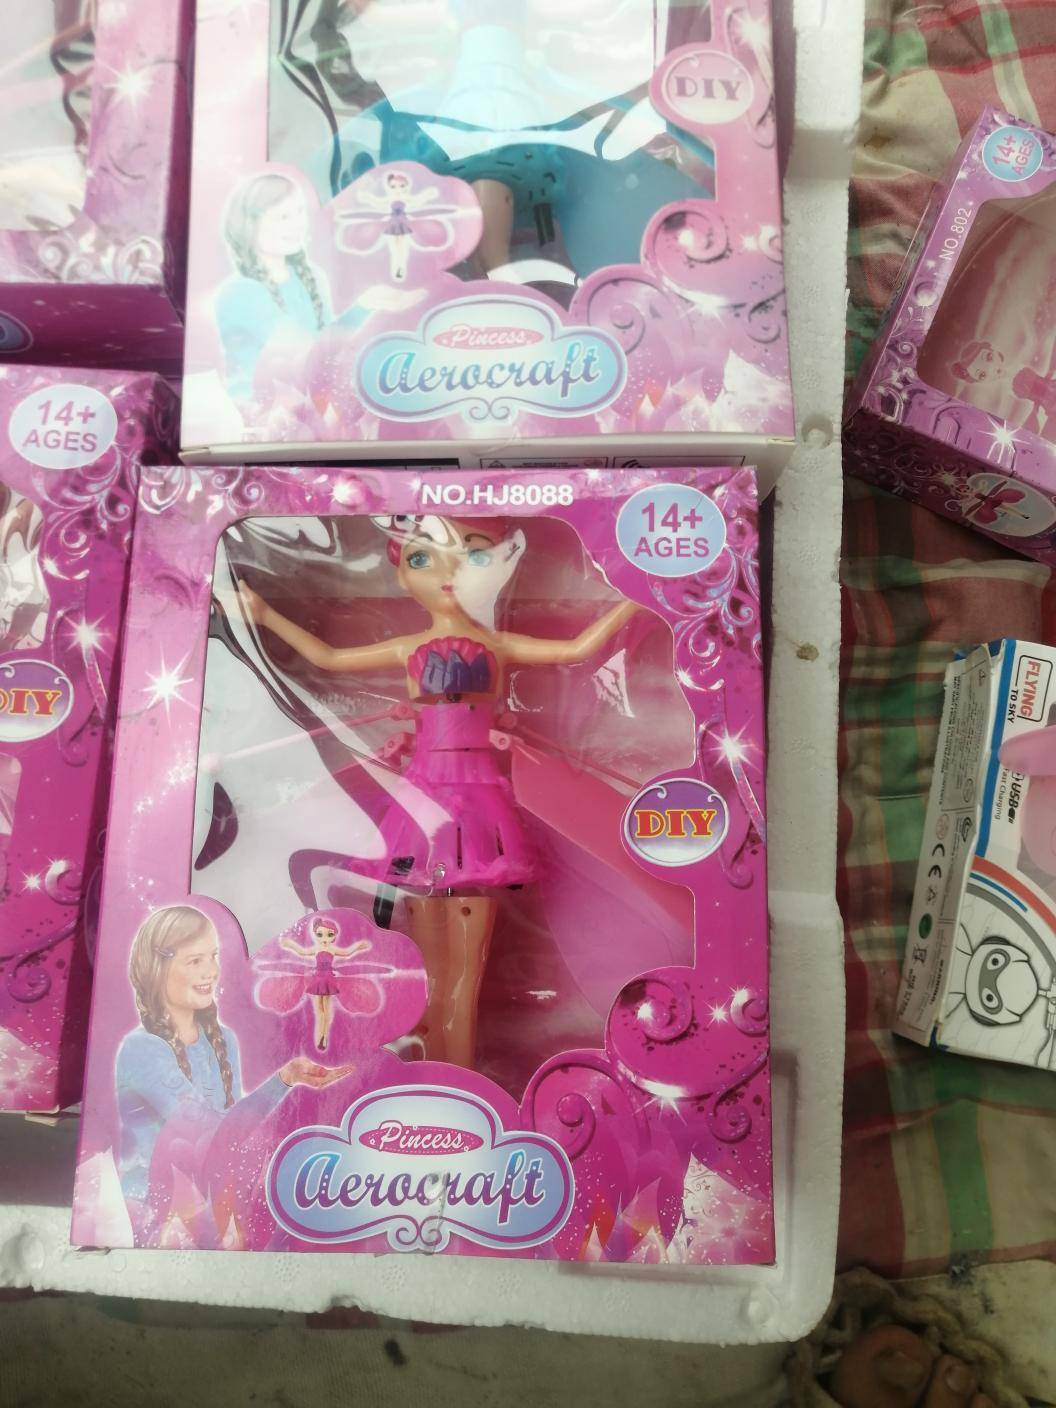 DIY
Pincess
Aerocraft
14+
AGES
NO.802
14+
AGES
DIY
NO.HJ8088
14+
AGES
DIY
Pincess
Aerocraft
FLYING
TO SKY
USB
Fast Charging
CE